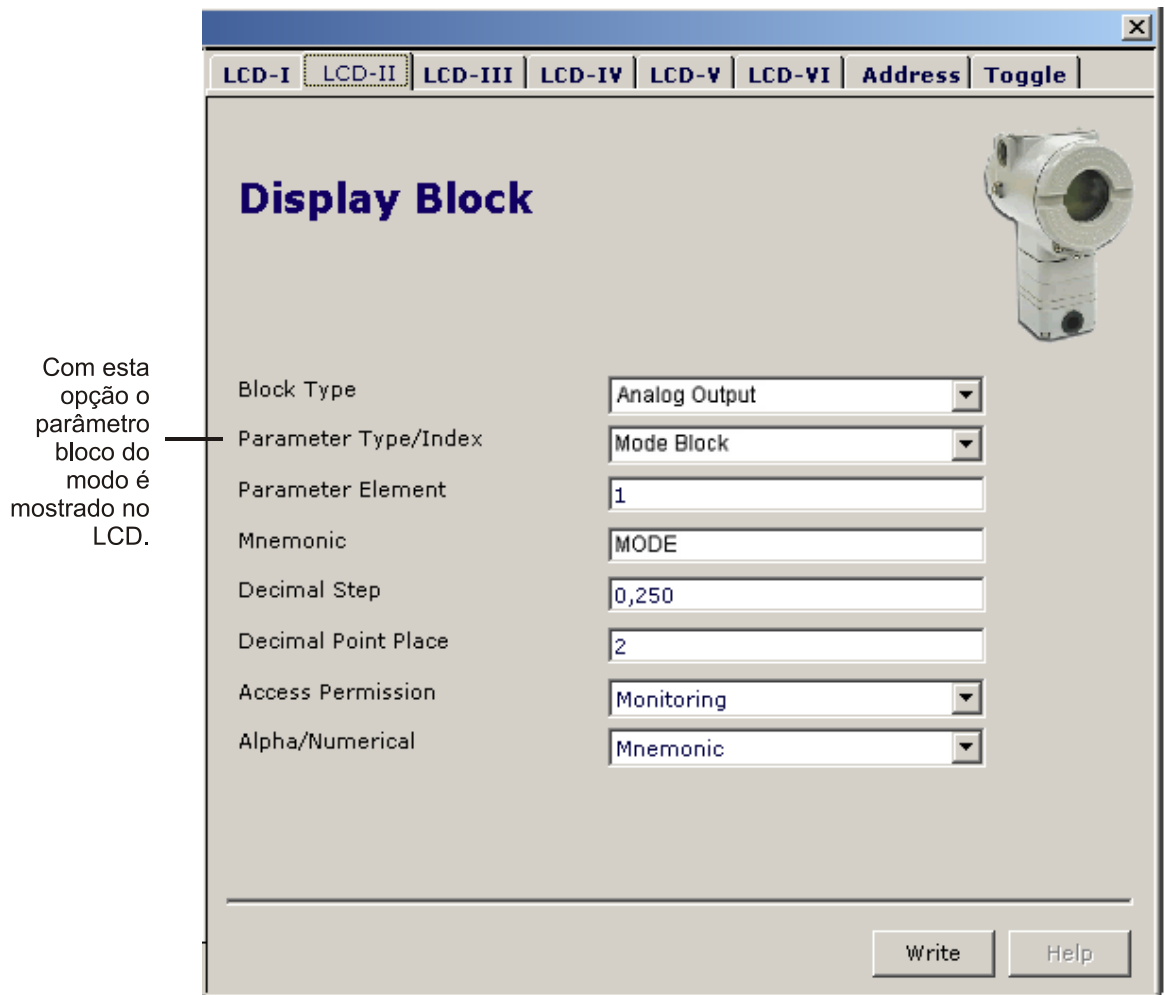 LCD-I LCD-II LCD-III LCD-IV LCD-V LCD-VI Address Toggle
Display Block
Com esta
opção o
parâmetro
bloco do
modo é
mostrado no
LCD.
Block Type Analog Output
Parameter Type/Index Mode Block
Parameter Element 1
Mnemonic MODE
Decimal Step 0,250
Decimal Point Place 2
Access Permission Monitoring
Alpha/Numerical Mnemonic
Write Help